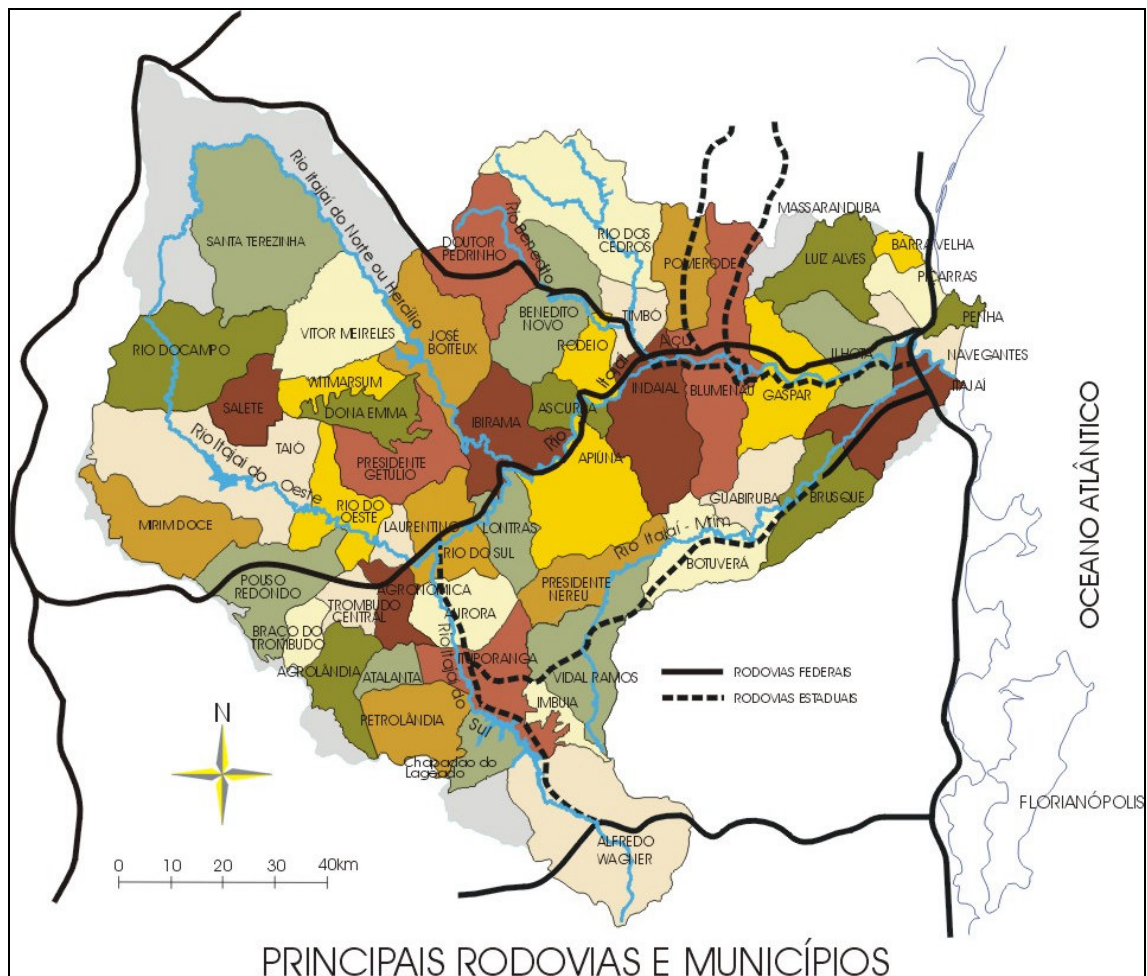 MASSARANDUBA
Rio Itajaí do Norte ou Hercílio
Rio Benedito
SANTA TEREZINHA
DOUTOR
PEDRINHO
RIO DOS
CEDROS
POMERODE
LUIZ ALVES
BARRA VELHA
PIÇARRAS
PENHA
VITOR MEIRELES
JOSÉ
BOITEUX
BENEDITO
NOVO
TIMBÓ
RIO DOCAMPO
RODEIO
AÇU
ILHOTA
NAVEGANTES
ITAJAÍ
WITMARSUM
SALETE
DONA EMMA
IBIRAMA
ASCURRA
Rio Itajaí
INDAIAL
BLUMENAU
GASPAR
TAIÓ
PRESIDENTE
GETÚLIO
APIÚNA
Rio Itajaí do Oeste
GUABIRUBA
BRUSQUE
MIRIM DOCE
RIO DO
OESTE
LAURENTINO
LONTRAS
RIO DO SUL
Rio Itajaí - Mrim
BOTUVERÁ
POUSO
REDONDO
AGRONÔMICA
TROMBUDO
CENTRAL
AURORA
PRESIDENTE
NEREU
BRAÇO DO
TROMBUDO
Rio Itajaí do Sul
ITUPORANGA
AGROLÂNDIA
ATALANTA
VIDAL RAMOS
IMBUIA
PETROLÂNDIA
Chapadão do
Lageado
ALFREDO
WAGNER
RODOVIAS FEDERAIS
RODOVIAS ESTADUAIS
OCEANO ATLÂNTICO
FLORIANÓPOLIS
N
0 10 20 30 40km
PRINCIPAIS RODOVIAS E MUNICÍPIOS